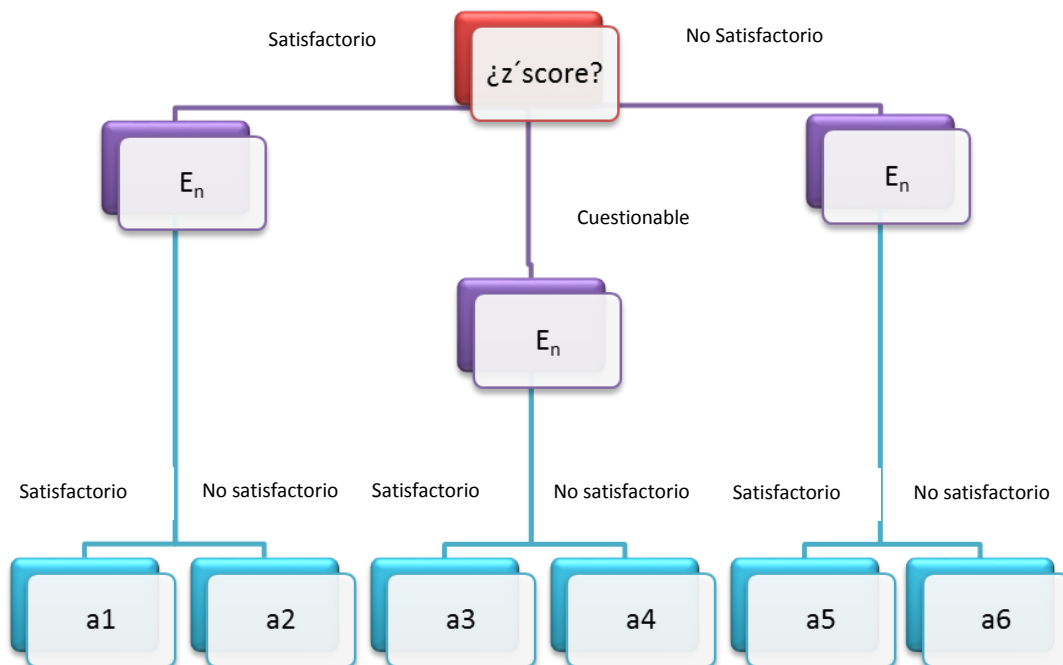 Satisfactorio
No Satisfactorio
¿z´score?
En
En
Cuestionable
En
Satisfactorio
No satisfactorio
Satisfactorio
No satisfactorio
Satisfactorio
No satisfactorio
a1
a2
a3
a4
a5
a6